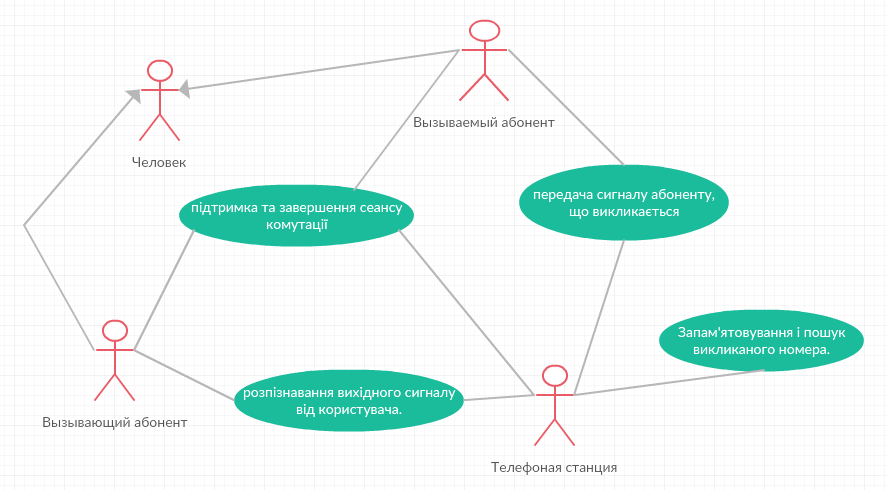 Вызываемый абонент
Человек
підтримка та завершення сеансу
комутації
передача сигналу абоненту,
що викликається
Запам'ятовування і пошук
викликаного номера.
розпізнавання вихідного сигналу
від користувача.
Вызывающий абонент
Телефоная станция